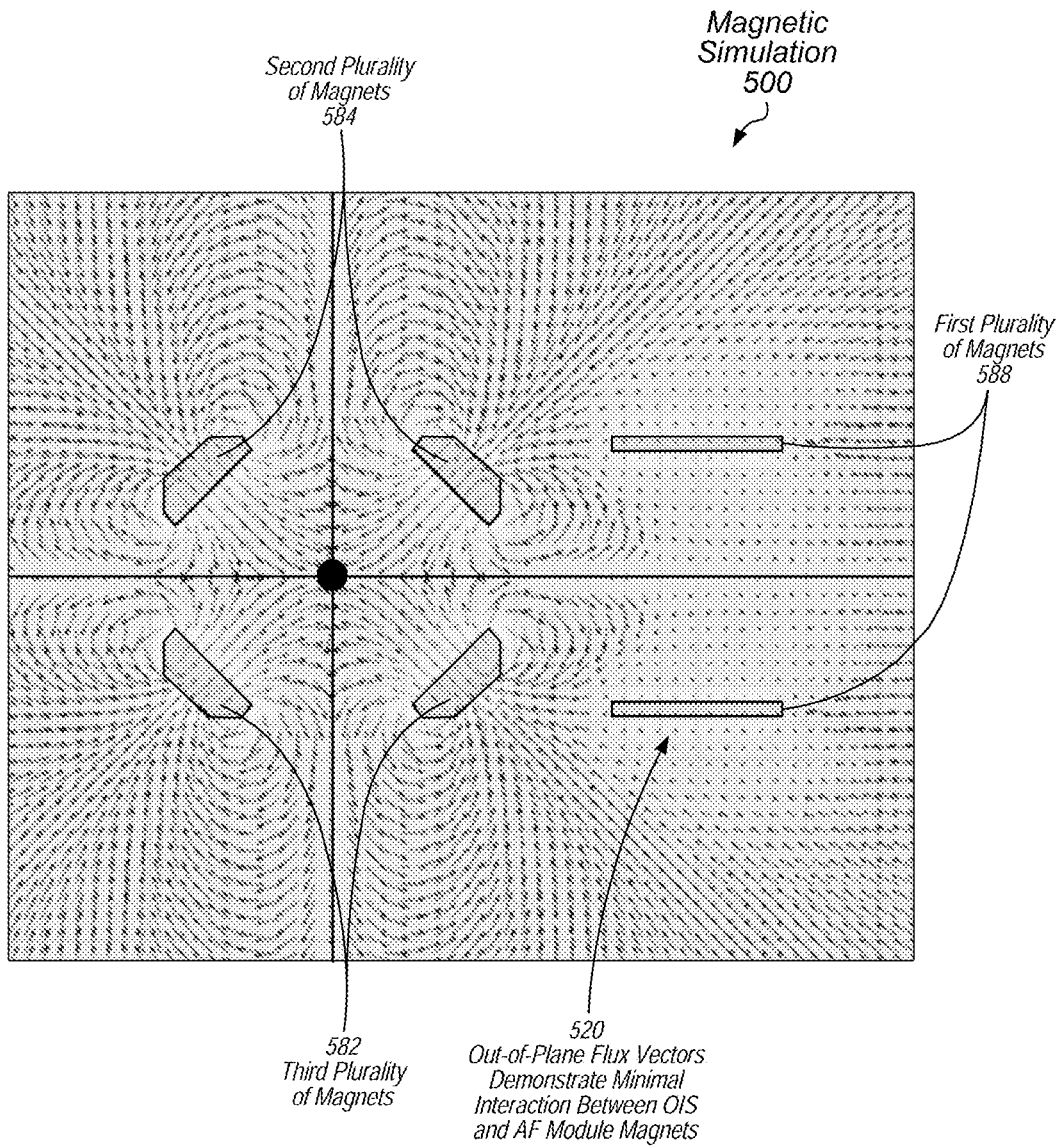 Magnetic
Simulation
500
Second Plurality
of Magnets
584
First Plurality
of Magnets
588
582
Third Plurality
of Magnets
520
Out-of-Plane Flux Vectors
Demonstrate Minimal
Interaction Between OIS
and AF Module Magnets